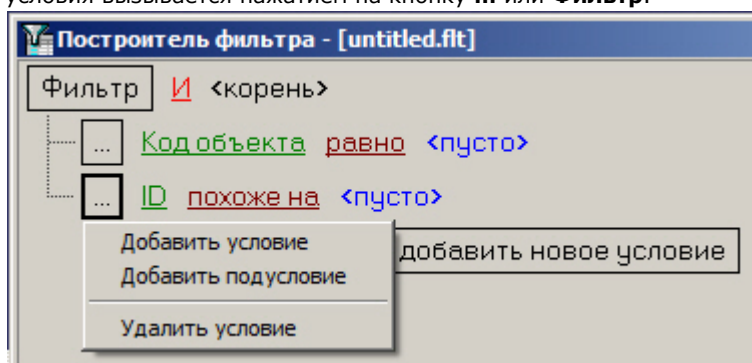 условия вызывается нажатием на кнопку ... или Фильтр.
Построитель фильтра - [untitled.flt]
Фильтр И <корень>
... Код объекта равно <пусто>
... ID похоже на <пусто>
Добавить условие
добавить новое условие
Добавить подусловие
Удалить условие